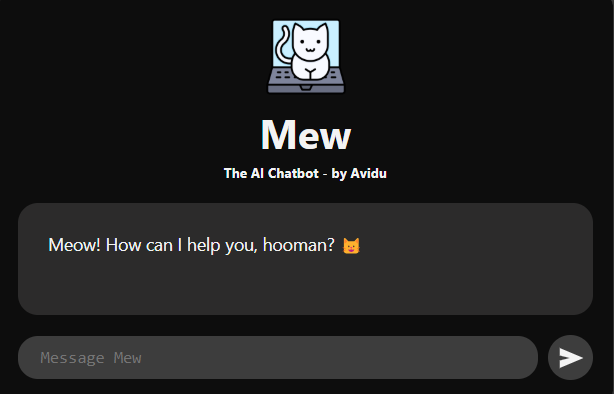 Mew
The AI Chatbot - by Avidu
Meow! How can I help you, hooman? 😺
Message Mew